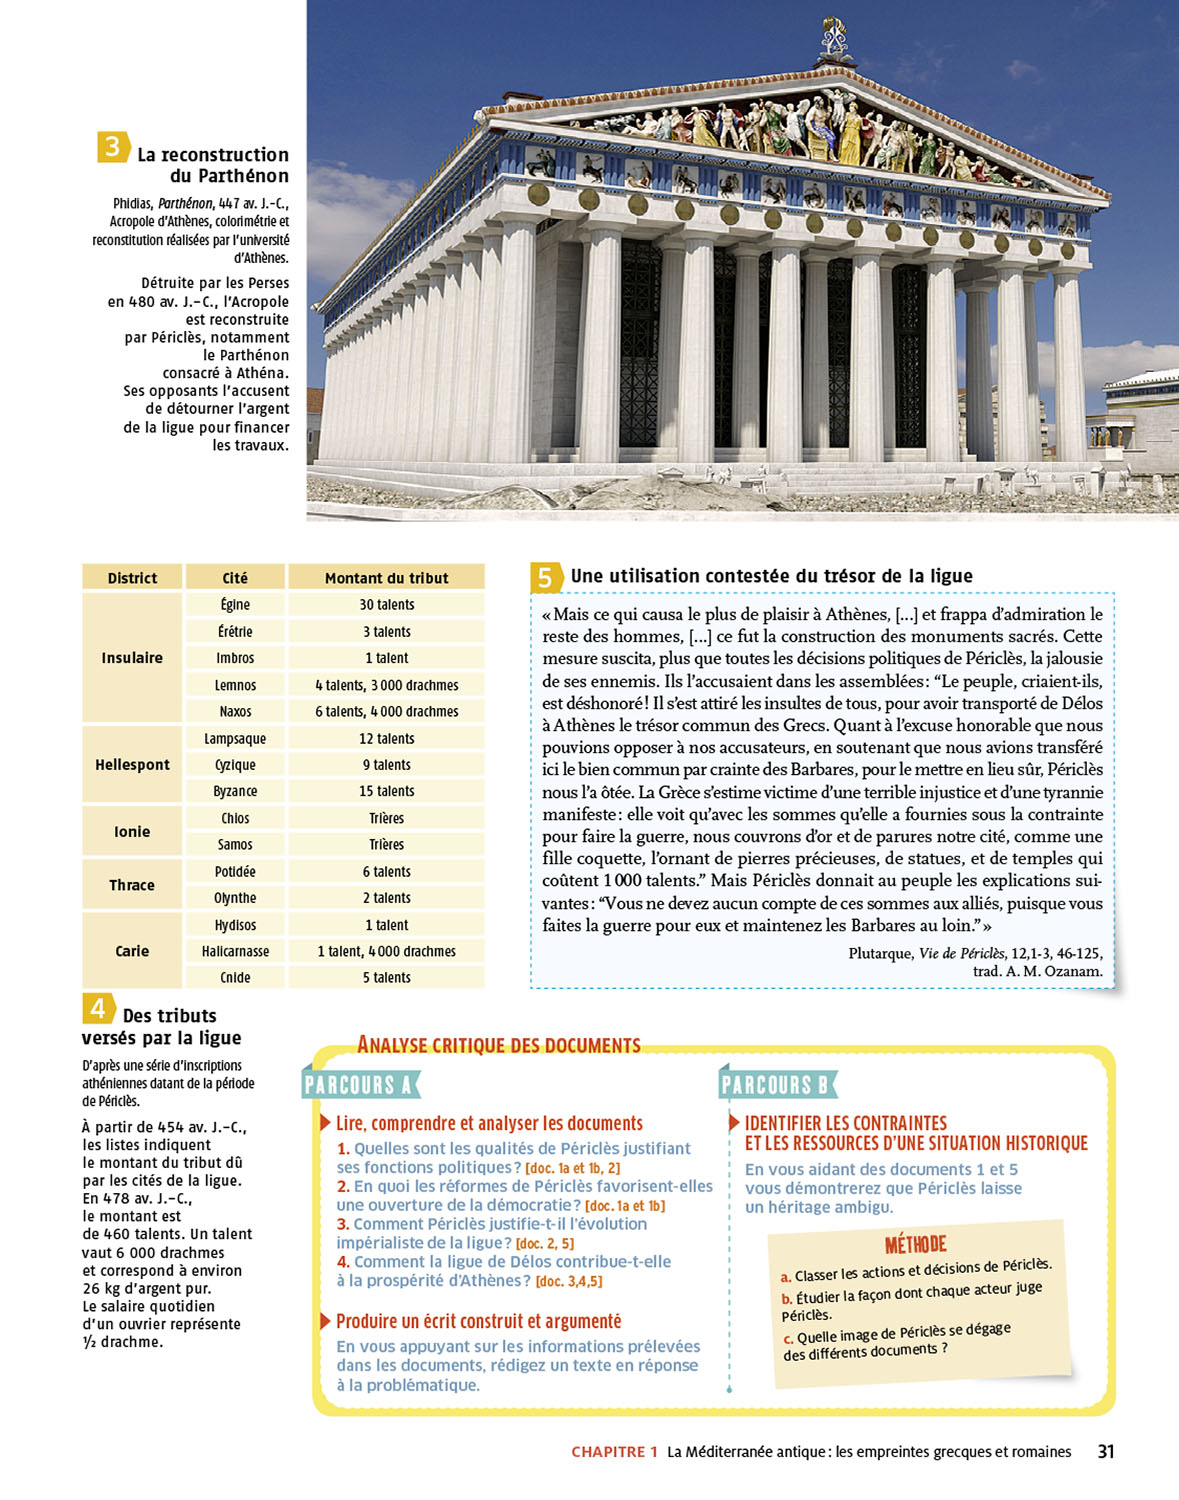 3 La reconstruction
du Parthénon
Phidias, Parthénon, 447 av. J.-C.,
Acropole d'Athènes, colorimétrie et
reconstitution réalisées par l'université
d'Athènes.
Détruite par les Perses
en 480 av. J.-C., l'Acropole
est reconstruite
par Périclès, notamment
le Parthénon
consacré à Athéna.
Ses opposants l'accusent
de détourner l'argent
de la ligue pour financer
les travaux.
District Cité Montant du tribut
Insulaire
Égine 30 talents
Érétrie 3 talents
Imbros 1 talent
Lemnos 4 talents, 3 000 drachmes
Naxos 6 talents, 4 000 drachmes
Hellespont
Lampsaque 12 talents
Cyzique 9 talents
Byzance 15 talents
Ionie
Chios Trières
Samos Trières
Thrace
Potidée 6 talents
Olynthe 2 talents
Carie
Hydisos 1 talent
Halicarnasse 1 talent, 4 000 drachmes
Cnide 5 talents
4 Des tributs
versés par la ligue
D'après une série d'inscriptions
athéniennes datant de la période
de Périclès.
À partir de 454 av. J.-C.,
les listes indiquent
le montant du tribut dû
par les cités de la ligue.
En 478 av. J.-C.,
le montant est
de 460 talents. Un talent
vaut 6 000 drachmes
et correspond à environ
26 kg d'argent pur.
Le salaire quotidien
d'un ouvrier représente
½ drachme.
5 Une utilisation contestée du trésor de la ligue
« Mais ce qui causa le plus de plaisir à Athènes, [...] et frappa d'admiration le
reste des hommes, [...] ce fut la construction des monuments sacrés. Cette
mesure suscita, plus que toutes les décisions politiques de Périclès, la jalousie
de ses ennemis. Ils l'accusaient dans les assemblées : “Le peuple, criaient-ils,
est déshonoré ! Il s'est attiré les insultes de tous, pour avoir transporté de Délos
à Athènes le trésor commun des Grecs. Quant à l'excuse honorable que nous
pouvions opposer à nos accusateurs, en soutenant que nous avions transféré
ici le bien commun par crainte des Barbares, pour le mettre en lieu sûr, Périclès
nous l'a ôtée. La Grèce s'estime victime d'une terrible injustice et d'une tyrannie
manifeste : elle voit qu'avec les sommes qu'elle a fournies sous la contrainte
pour faire la guerre, nous couvrons d'or et de parures notre cité, comme une
fille coquette, l'ornant de pierres précieuses, de statues, et de temples qui
coûtent 1 000 talents.” Mais Périclès donnait au peuple les explications sui-
vantes : “Vous ne devez aucun compte de ces sommes aux alliés, puisque vous
faites la guerre pour eux et maintenez les Barbares au loin.” »
Plutarque, Vie de Périclès, 12,1-3, 46-125,
trad. A. M. Ozanam.
ANALYSE CRITIQUE DES DOCUMENTS
PARCOURS A
Lire, comprendre et analyser les documents
1. Quelles sont les qualités de Périclès justifiant
ses fonctions politiques ? [doc. 1a et 1b, 2]
2. En quoi les réformes de Périclès favorisent-elles
une ouverture de la démocratie ? [doc. 1a et 1b]
3. Comment Périclès justifie-t-il l'évolution
impérialiste de la ligue ? [doc. 2, 5]
4. Comment la ligue de Délos contribue-t-elle
à la prospérité d'Athènes ? [doc. 3,4,5]
Produire un écrit construit et argumenté
En vous appuyant sur les informations prélevées
dans les documents, rédigez un texte en réponse
à la problématique.
PARCOURS B
IDENTIFIER LES CONTRAINTES
ET LES RESSOURCES D'UNE SITUATION HISTORIQUE
En vous aidant des documents 1 et 5
vous démontrerez que Périclès laisse
un héritage ambigu.
MÉTHODE
a. Classer les actions et décisions de Périclès.
b. Étudier la façon dont chaque acteur juge
Périclès.
c. Quelle image de Périclès se dégage
des différents documents ?
CHAPITRE 1 La Méditerranée antique : les empreintes grecques et romaines 31